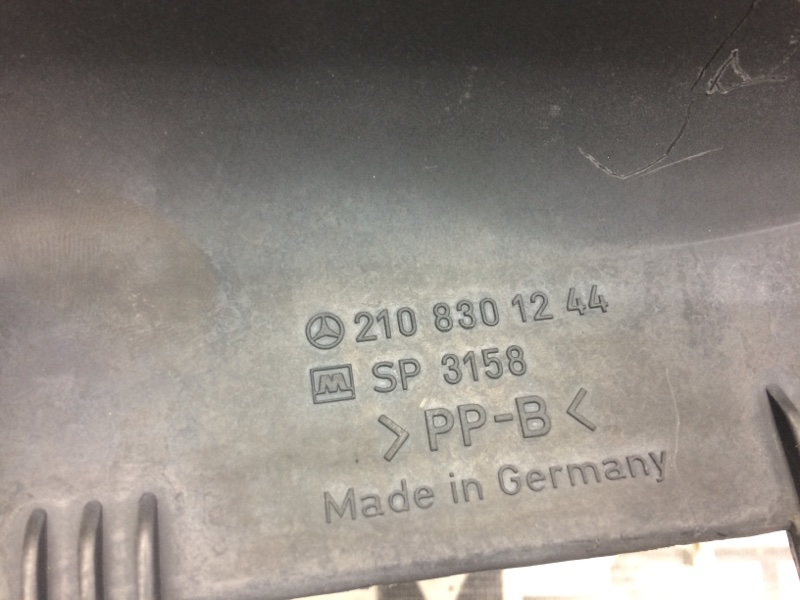 210 830 12 44
M SP 3158
>PP-B<
Made in Germany